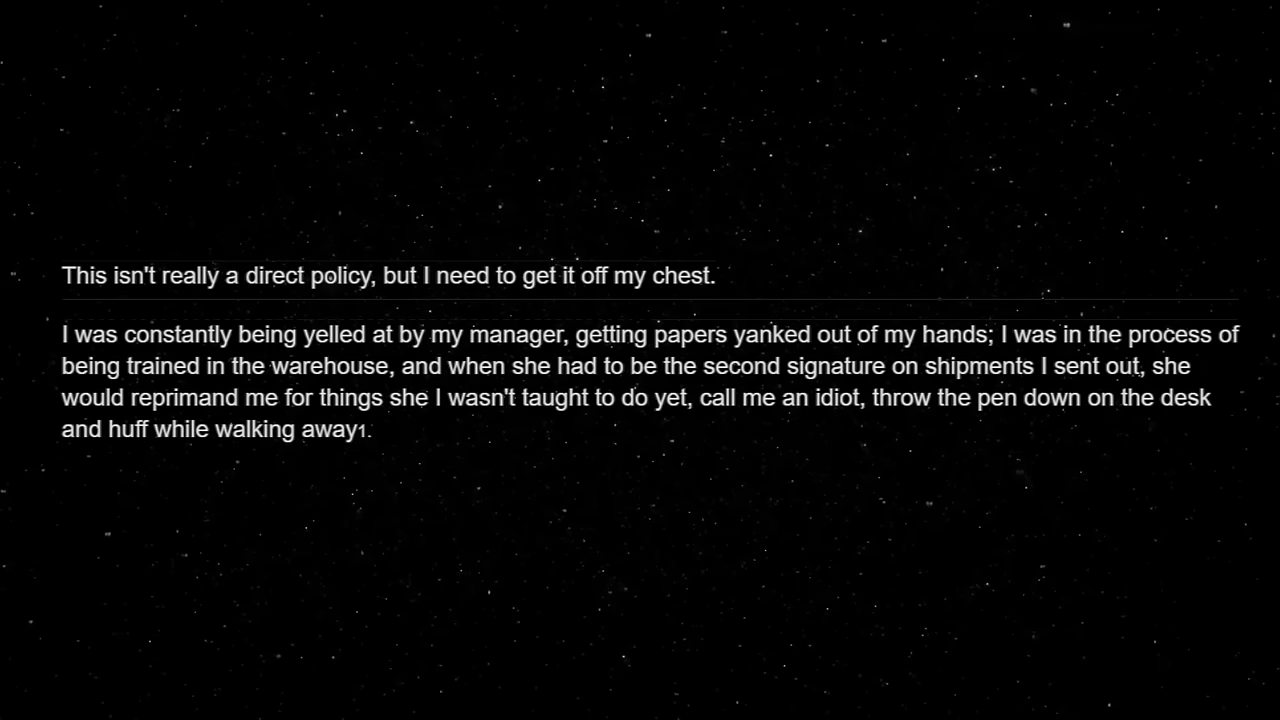 This isn't really a direct policy, but I need to get it off my chest.
I was constantly being yelled at by my manager, getting papers yanked out of my hands; I was in the process of
being trained in the warehouse, and when she had to be the second signature on shipments I sent out, she
would reprimand me for things she I wasn't taught to do yet, call me an idiot, throw the pen down on the desk
and huff while walking away1.